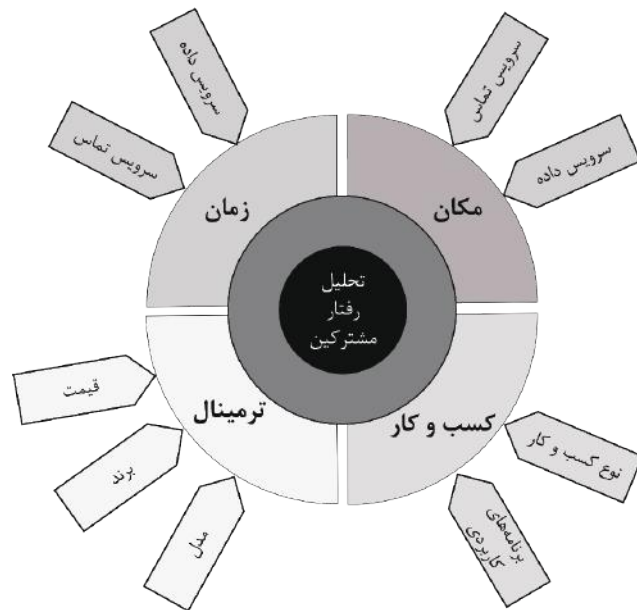 سرویس تماس
سرویس داده
سرویس داده
سرویس تماس
مکان
زمان
تحلیل
رفتار
مشترکین
کسب و کار
ترمینال
نوع کسب و کار
برنامه‌های
کاربردی
قیمت
برند
مدل